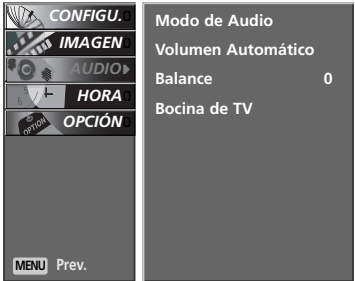 CONFIGU.
IMAGEN
AUDIO
HORA
OPCIÓN
MENU Prev.
Modo de Audio
Volumen Automático
Balance 0
Bocina de TV